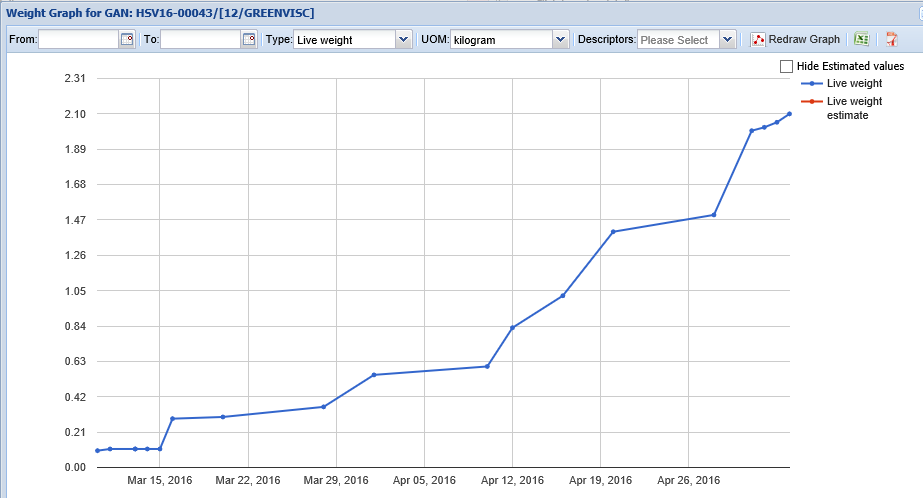 Weight Graph for GAN: HSV16-00043/[12/GREENVISC]
From: To: Type: Live weight UOM: kilogram Descriptors: Please Select Redraw Graph
Hide Estimated values
Live weight
Live weight
estimate
2.31
2.10
1.89
1.68
1.47
1.26
1.05
0.84
0.63
0.42
0.21
0.00
Mar 15, 2016 Mar 22, 2016 Mar 29, 2016 Apr 05, 2016 Apr 12, 2016 Apr 19, 2016 Apr 26, 2016